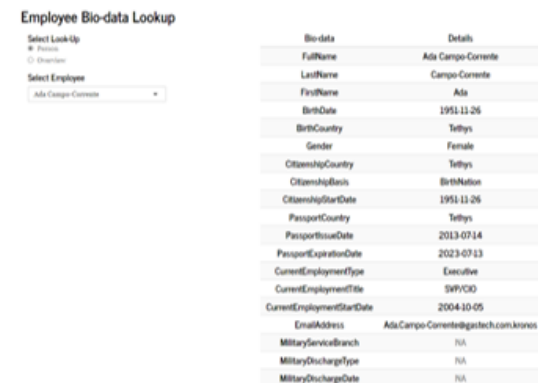 Employee Bio-data Lookup
Select Look-Up
Person
Overview
Select Employee
Ada Campo-Corrente
Bio-data Details
FullName Ada Campo-Corrente
LastName Campo-Corrente
FirstName Ada
BirthDate 1951-11-26
BirthCountry Tethys
Gender Female
CitizenshipCountry Tethys
CitizenshipBasis BirthNation
CitizenshipStartDate 1951-11-26
PassportCountry Tethys
PassportIssueDate 2013-07-14
PassportExpirationDate 2023-07-13
CurrentEmploymentType Executive
CurrentEmploymentTitle SVP/CIO
CurrentEmploymentStartDate 2004-10-05
EmailAddress Ada.Campo-Corrente@gastech.com.kronos
MilitaryServiceBranch NA
MilitaryDischargeType NA
MilitaryDischargeDate NA